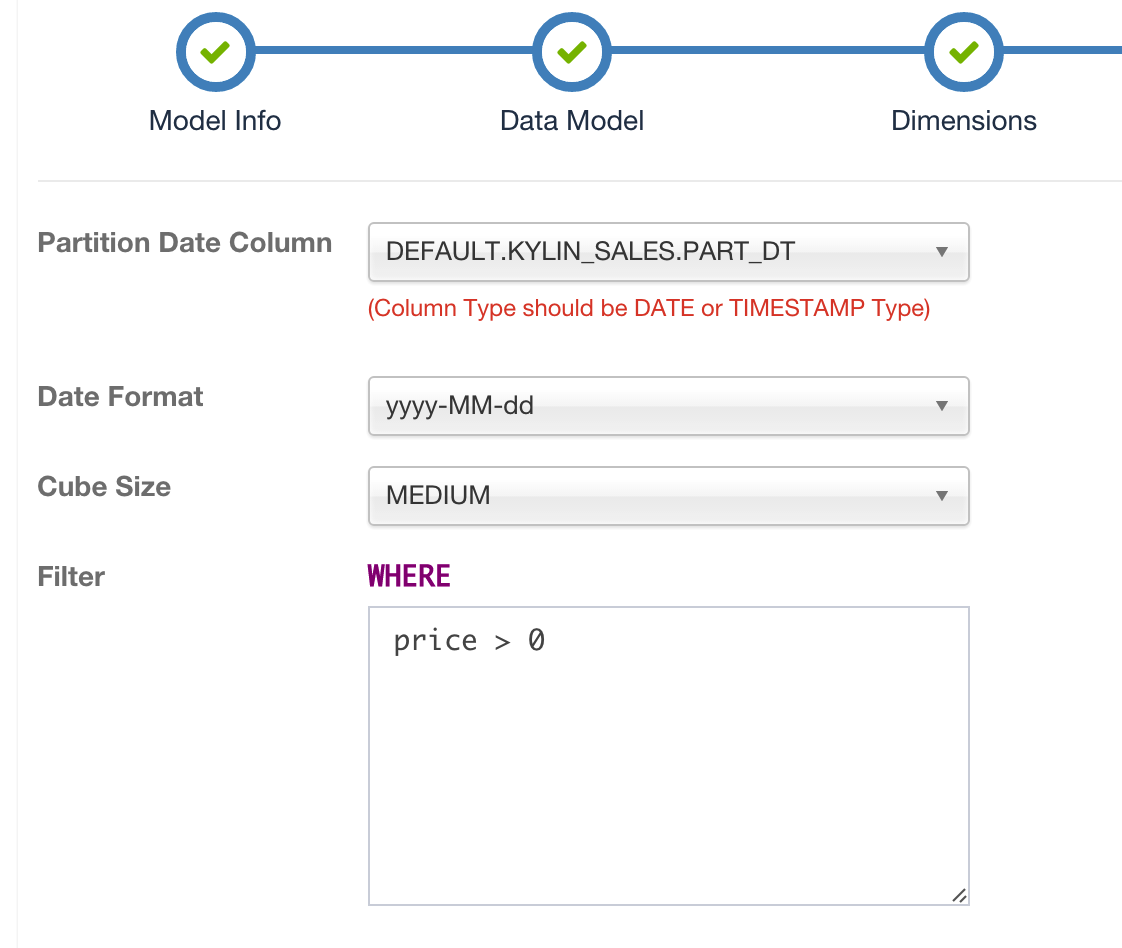 Model Info
Data Model
Dimensions
Partition Date Column
DEFAULT.KYLIN_SALES.PART_DT
(Column Type should be DATE or TIMESTAMP Type)
Date Format
yyyy-MM-dd
Cube Size
MEDIUM
Filter
WHERE
price > 0